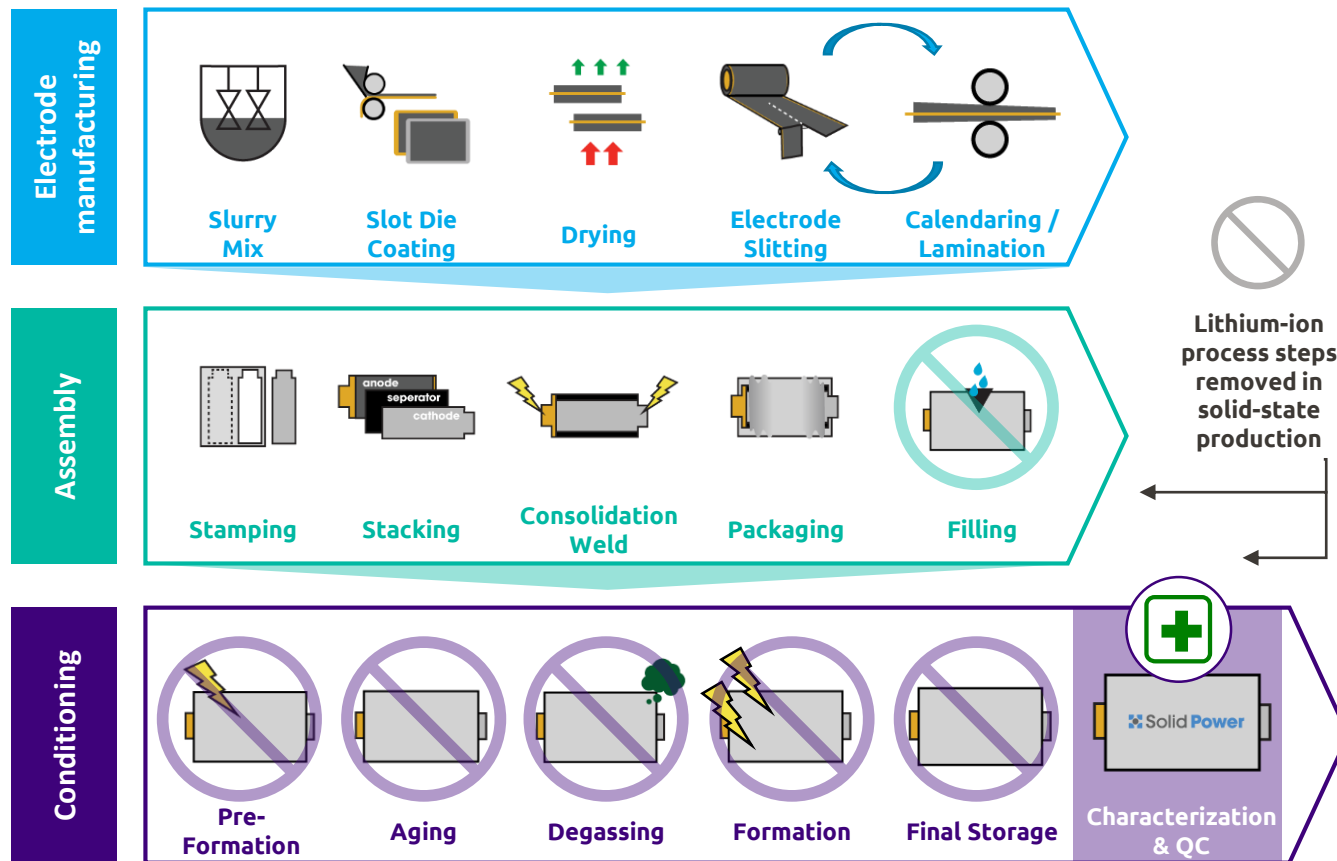 Electrode
manufacturing
Slurry
Mix
Slot Die
Coating
Drying
Electrode
Slitting
Calendaring /
Lamination
Lithium-ion
process steps
removed in
solid-state
production
Assembly
anode
seperator
cathode
Stamping
Stacking
Consolidation
Weld
Packaging
Filling
Conditioning
Pre-
Formation
Aging
Degassing
Formation
Final Storage
Solid Power
Characterization
& QC